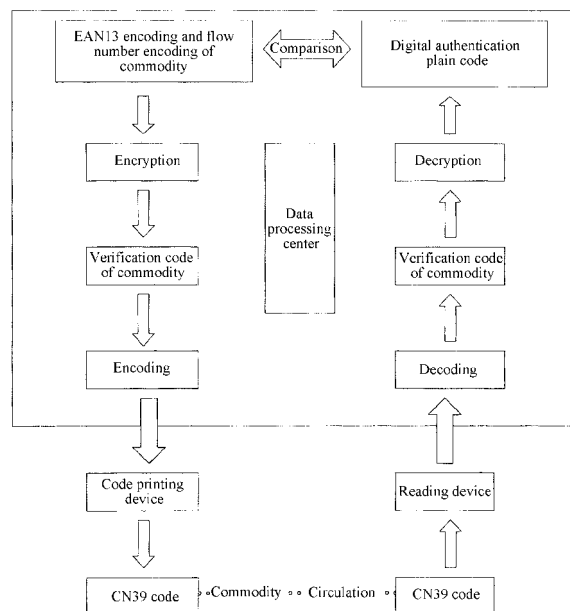 EAN13 encoding and flow
number encoding of
commodity
Comparison
Digital authentication
plain code
Encryption
Decryption
Data
processing
center
Verification code
of commodity
Verification code
of commodity
Encoding
Decoding
Code printing
device
Reading device
CN39 code
Commodity
Circulation
CN39 code